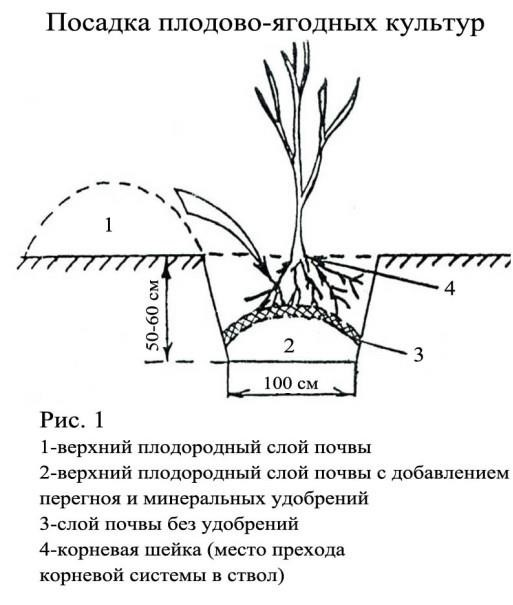 Посадка плодово-ягодных культур
1
4
50-60 см
2
3
100 см
Рис. 1
1-верхний плодородный слой почвы
2-верхний плодородный слой почвы с добавлением
перегноя и минеральных удобрений
3-слой почвы без удобрений
4-корневая шейка (место прехода
корневой системы в ствол)